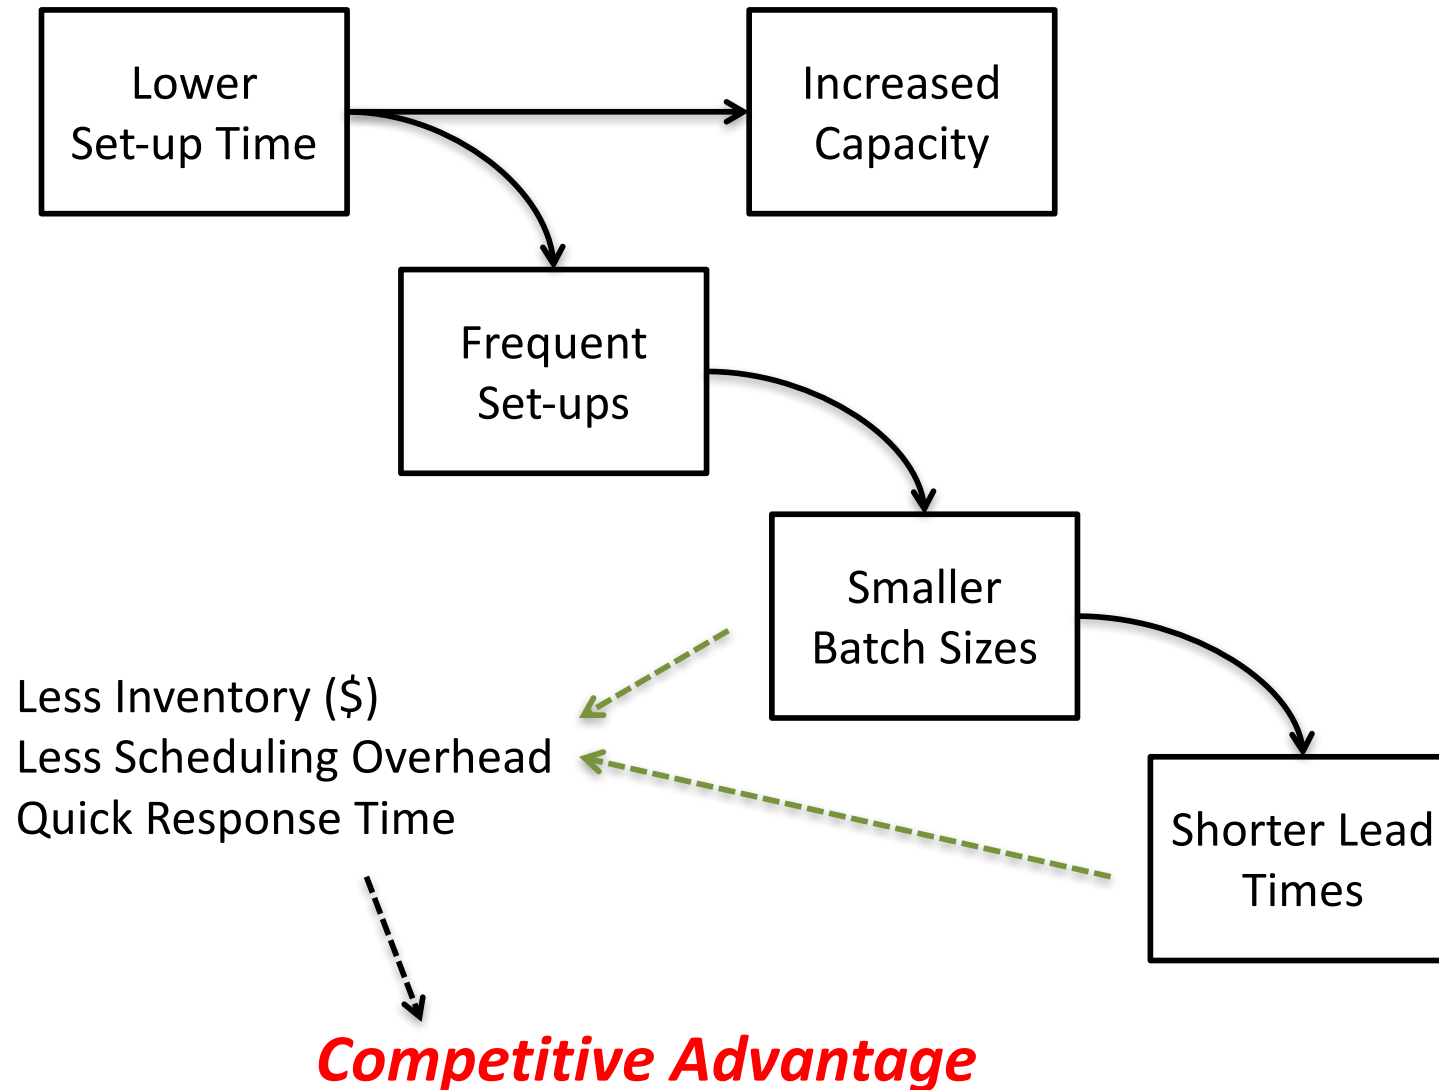 Lower
Set-up Time
Increased
Capacity
Frequent
Set-ups
Smaller
Batch Sizes
Less Inventory ($)
Less Scheduling Overhead
Quick Response Time
Shorter Lead
Times
Competitive Advantage